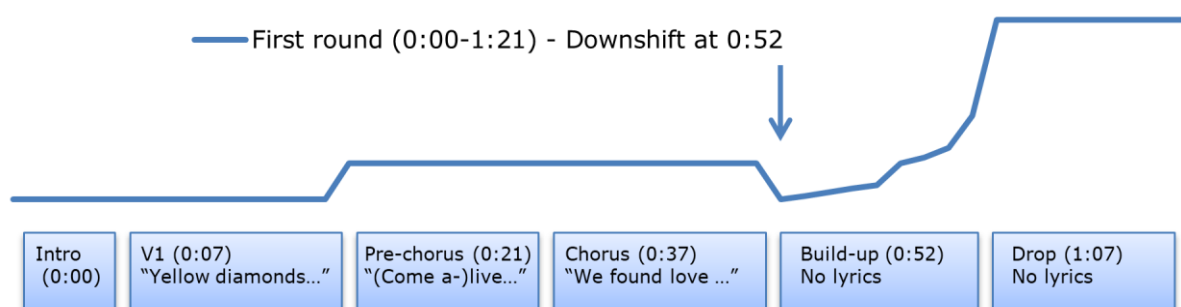 First round (0:00-1:21) - Downshift at 0:52
Intro
(0:00)
V1 (0:07)
“Yellow diamonds…”
Pre-chorus (0:21)
“(Come a-)live…”
Chorus (0:37)
“We found love …”
Build-up (0:52)
No lyrics
Drop (1:07)
No lyrics